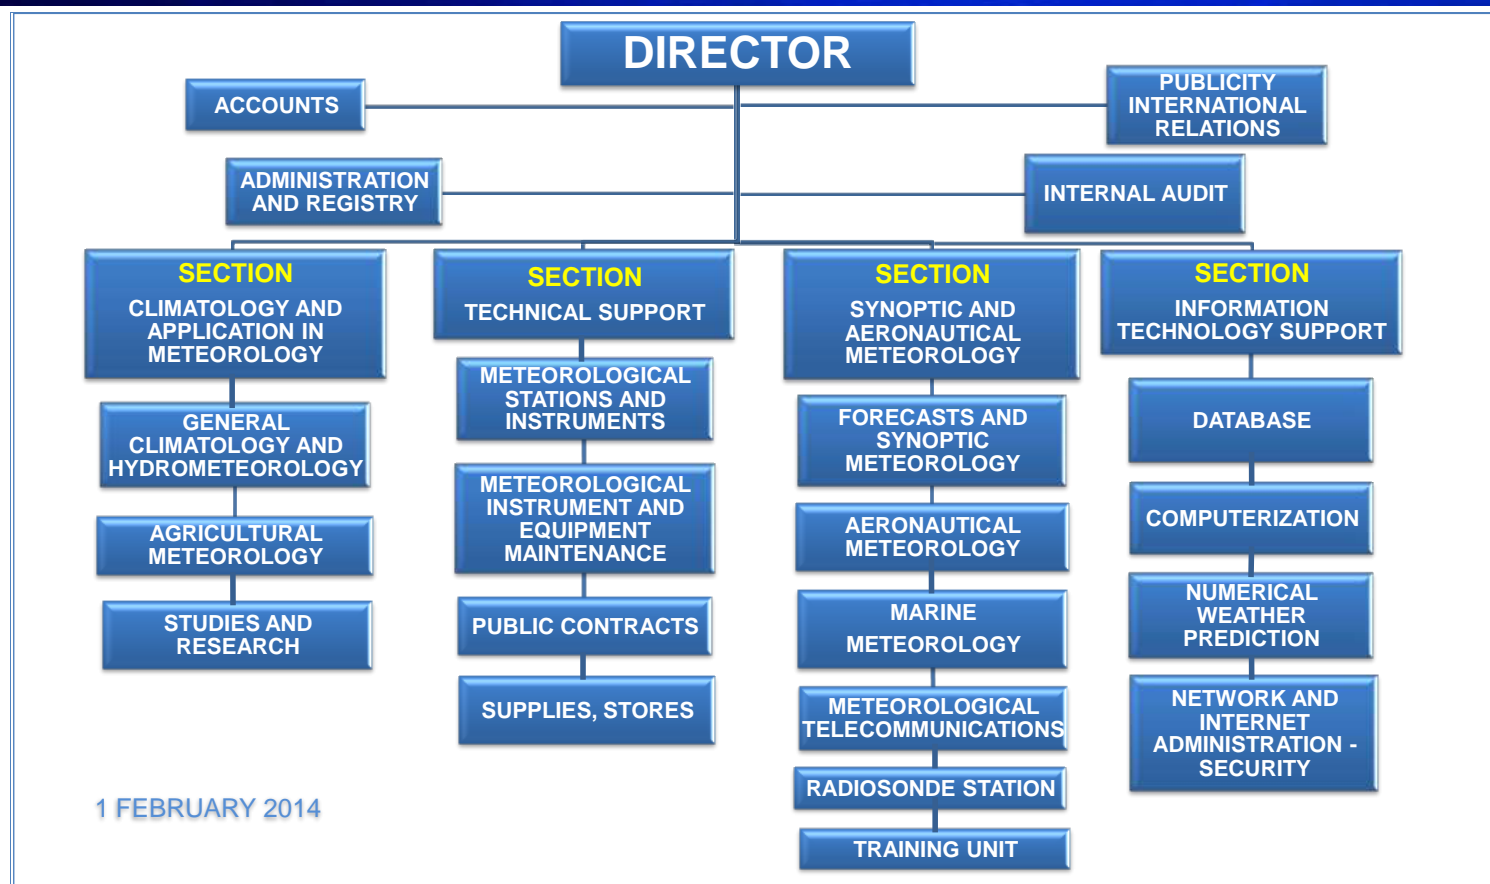 DIRECTOR
ACCOUNTS
PUBLICITY
INTERNATIONAL
RELATIONS
ADMINISTRATION
AND REGISTRY
INTERNAL AUDIT
SECTION
CLIMATOLOGY AND
APPLICATION IN
METEOROLOGY
GENERAL
CLIMATOLOGY AND
HYDROMETEOROLOGY
AGRICULTURAL
METEOROLOGY
STUDIES AND
RESEARCH
SECTION
TECHNICAL SUPPORT
METEOROLOGICAL
STATIONS AND
INSTRUMENTS
METEOROLOGICAL
INSTRUMENT AND
EQUIPMENT
MAINTENANCE
PUBLIC CONTRACTS
SUPPLIES, STORES
SECTION
SYNOPTIC AND
AERONAUTICAL
METEOROLOGY
FORECASTS AND
SYNOPTIC
METEOROLOGY
AERONAUTICAL
METEOROLOGY
MARINE
METEOROLOGY
METEOROLOGICAL
TELECOMMUNICATIONS
RADIOSONDE STATION
TRAINING UNIT
SECTION
INFORMATION
TECHNOLOGY SUPPORT
DATABASE
COMPUTERIZATION
NUMERICAL
WEATHER
PREDICTION
NETWORK AND
INTERNET
ADMINISTRATION -
SECURITY
1 FEBRUARY 2014